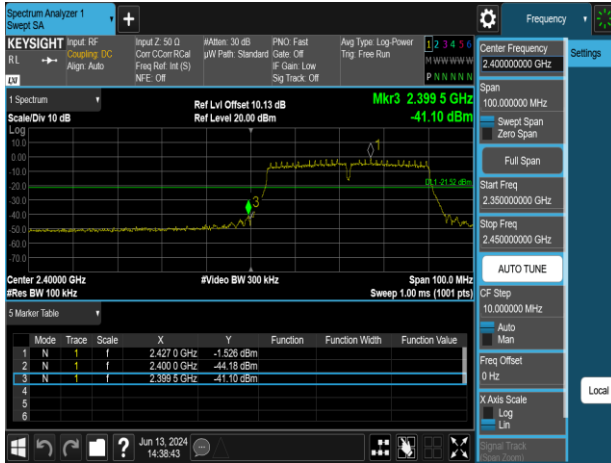 Spectrum Analyzer 1
Swept SA
+
Frequency
KEYSIGHT
RL
LXI
Input: RF
Coupling: DC
Align: Auto
Input Z: 50 Ω
Corr CCorr RCal
Freq Ref: Int (S)
NFE: Off
#Atten: 30 dB
µW Path: Standard
PNO: Fast
Gate: Off
IF Gain: Low
Sig Track: Off
Avg Type: Log-Power
Trig: Free Run
1 2 3 4 5 6
M W W W W W
P N N N N N
1 Spectrum
Scale/Div 10 dB
Ref Lvl Offset 10.13 dB
Ref Level 20.00 dBm
Mkr3 2.399 5 GHz
-41.10 dBm
Log
10.0
0.00
-10.0
-20.0
-30.0
-40.0
-50.0
-60.0
-70.0
1
3
DL1 -21.52 dBm
Center 2.40000 GHz
#Video BW 300 kHz
Span 100.0 MHz
#Res BW 100 kHz
Sweep 1.00 ms (1001 pts)
5 Marker Table
Mode Trace Scale X Y Function Function Width Function Value
1 N 1 f 2.427 0 GHz -1.526 dBm
2 N 1 f 2.400 0 GHz -44.18 dBm
3 N 1 f 2.399 5 GHz -41.10 dBm
4
5
6
Jun 13, 2024
14:38:43
Center Frequency
2.400000000 GHz
Span
100.000000 MHz
Swept Span
Zero Span
Full Span
Start Freq
2.350000000 GHz
Stop Freq
2.450000000 GHz
AUTO TUNE
CF Step
10.000000 MHz
Auto
Man
Freq Offset
0 Hz
X Axis Scale
Log
Lin
Signal Track
(Span Zoom)
Settings
Local